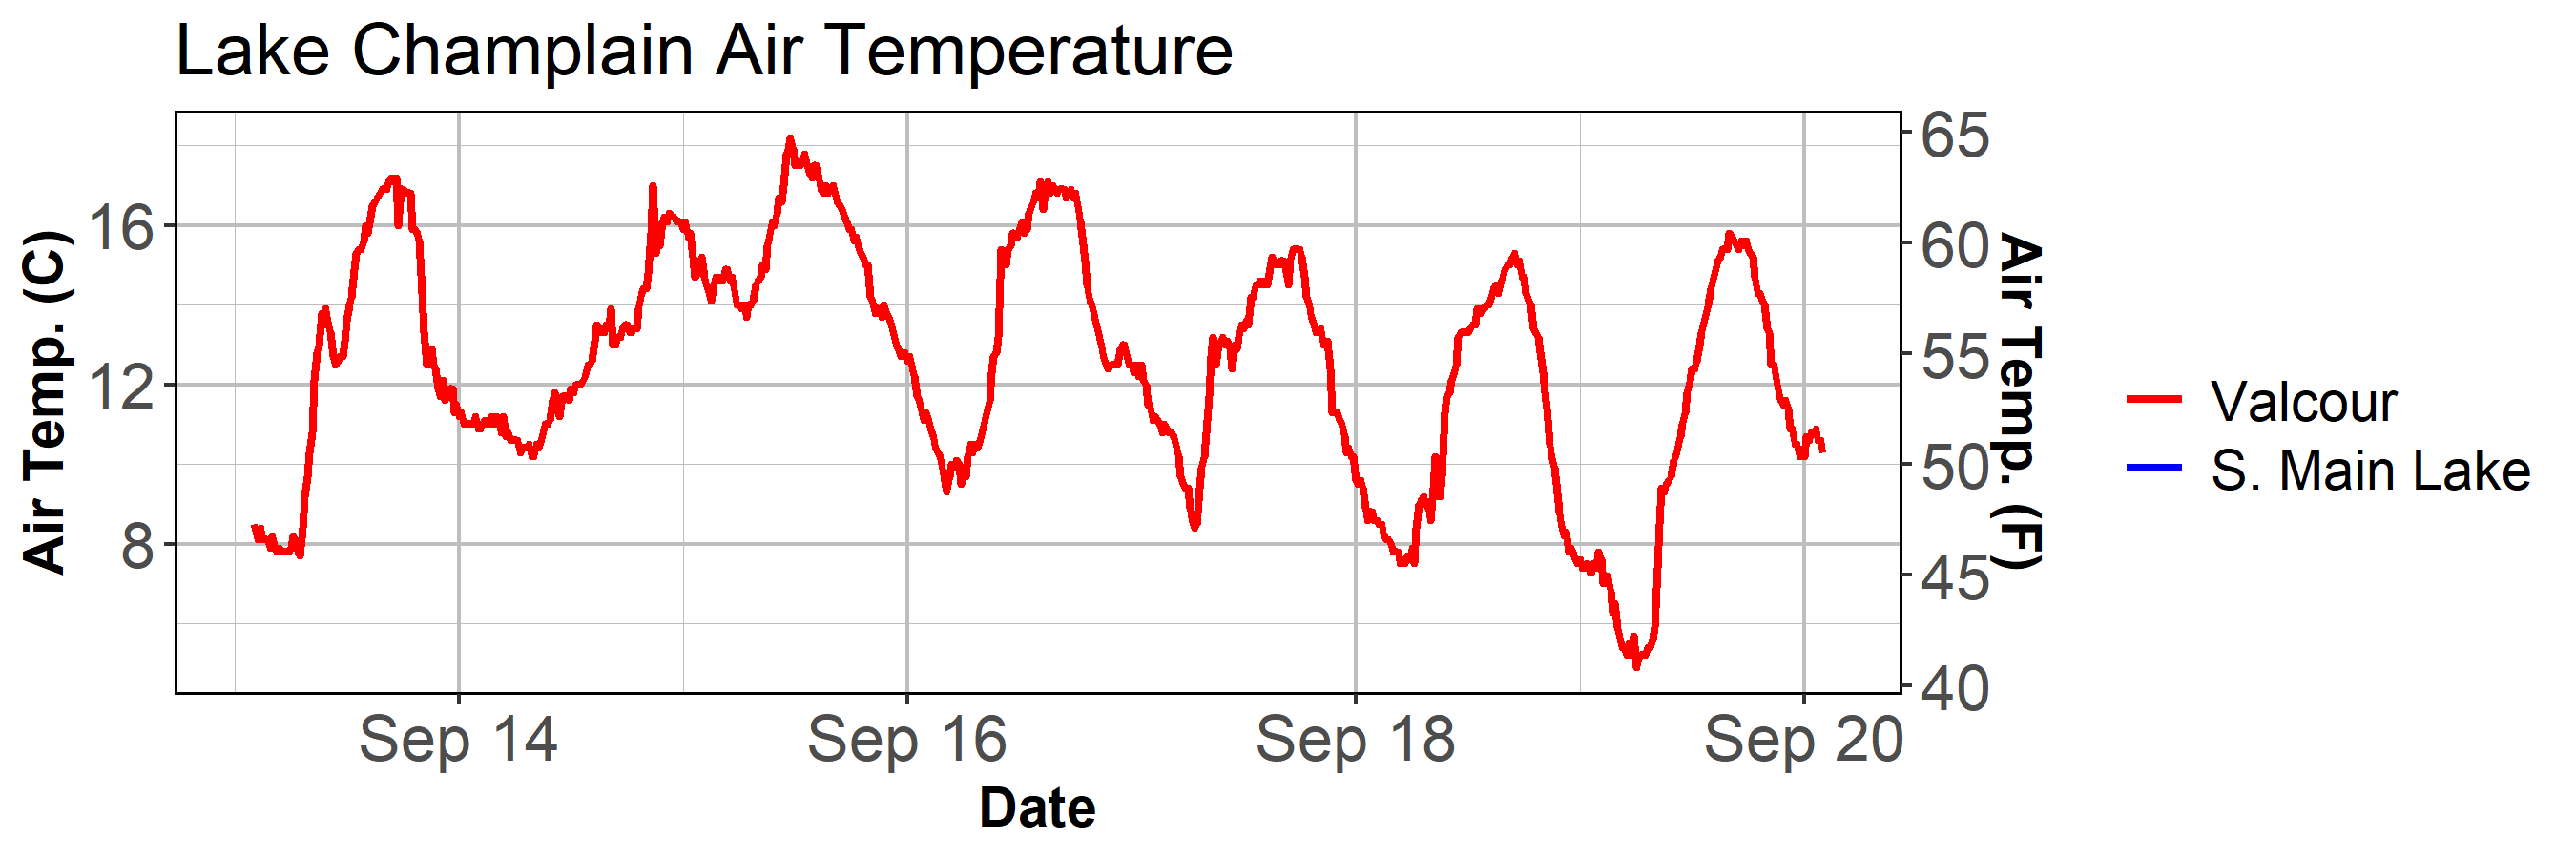 Lake Champlain Air Temperature
Air Temp. (C)
16
12
8
65
60
55
50
45
40
Air Temp. (F)
Sep 14
Sep 16
Sep 18
Sep 20
Date
Valcour
S. Main Lake